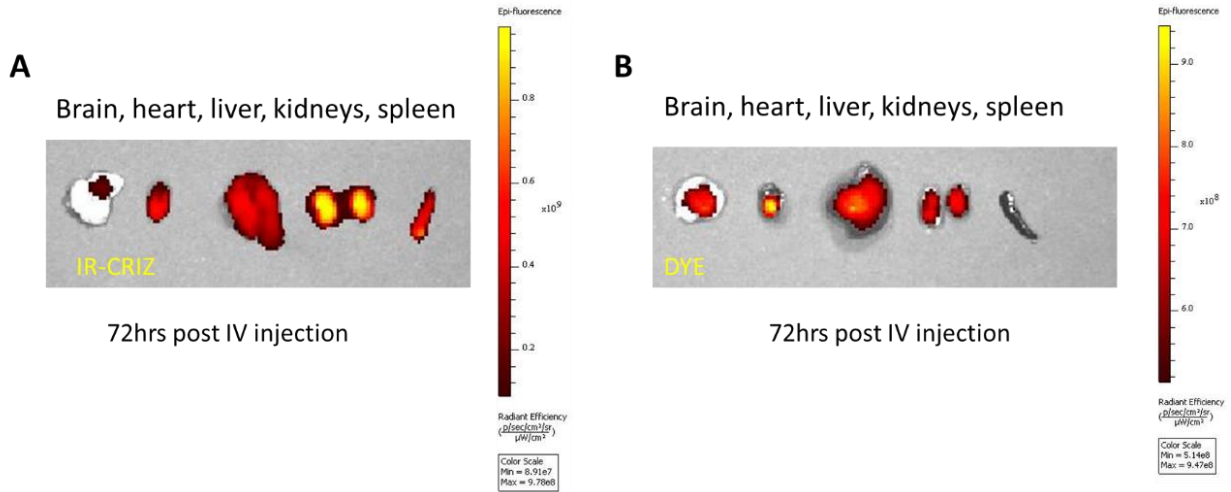 A
Brain, heart, liver, kidneys, spleen
IR-CRIZ
72hrs post IV injection
Epi-fluorescence
0.8
0.6
x10⁹
0.4
0.2
Radiant Efficiency
(p/sec/cm²/sr
µW/cm²)
Color Scale
Min = 8.91e7
Max = 9.78e8
B
Brain, heart, liver, kidneys, spleen
DYE
72hrs post IV injection
Epi-fluorescence
9.0
8.0
x10⁸
7.0
6.0
Radiant Efficiency
(p/sec/cm²/sr
µW/cm²)
Color Scale
Min = 5.14e8
Max = 9.47e8